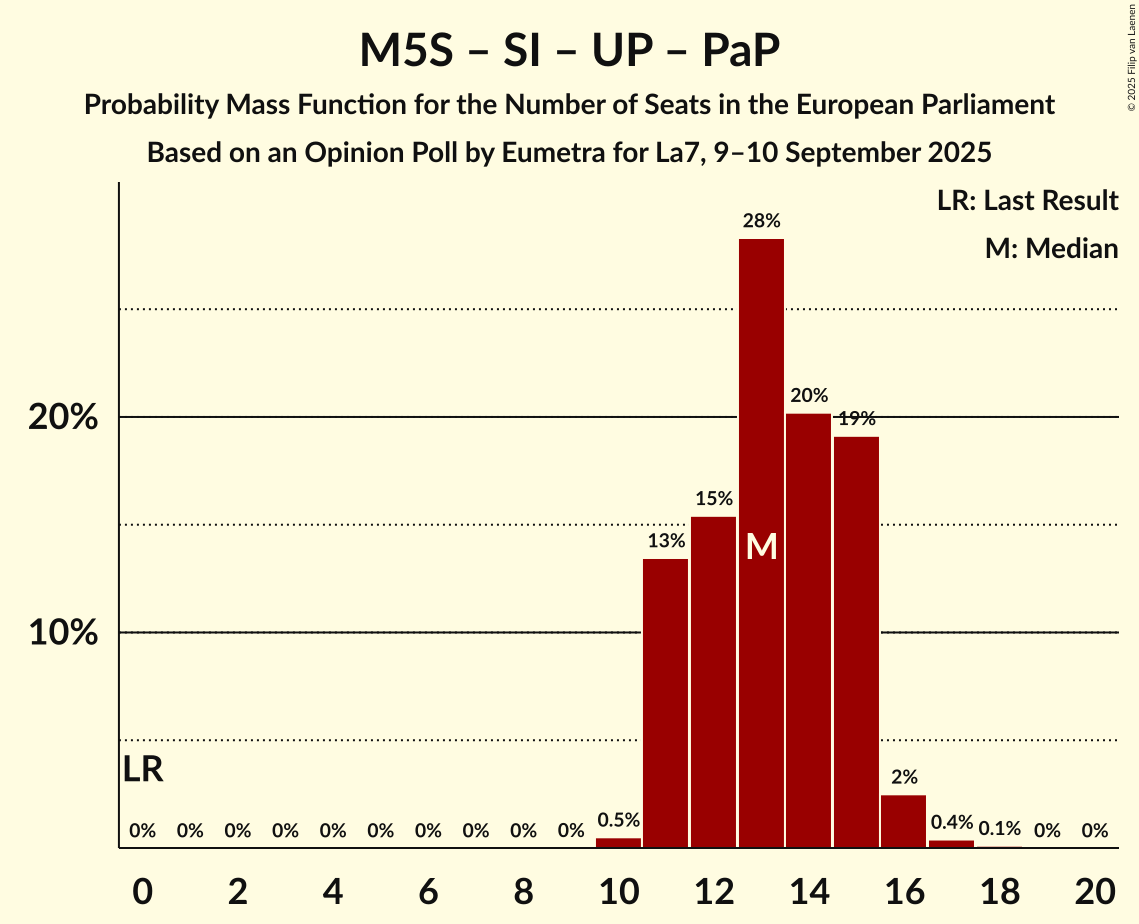 M5S – SI – UP – PaP
Probability Mass Function for the Number of Seats in the European Parliament
Based on an Opinion Poll by Eumetra for La7, 9–10 September 2025
© 2025 Filip van Laenen
LR: Last Result
M: Median
28%
20%
20%
19%
15%
13%
M
10%
LR
0% 0% 0% 0% 0% 0% 0% 0% 0% 0% 0.5% 2% 0.4% 0.1% 0% 0%
0 2 4 6 8 10 12 14 16 18 20